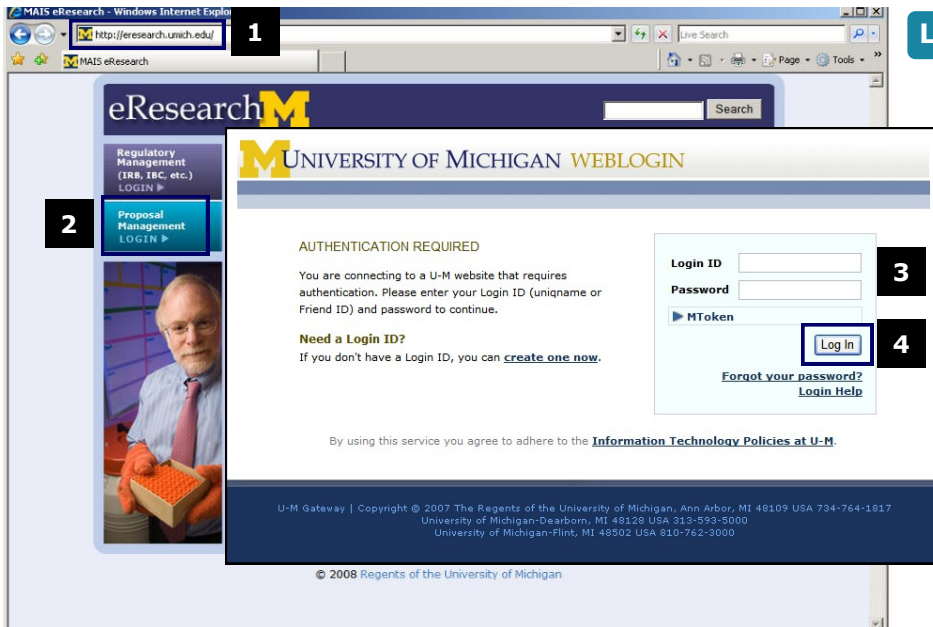 MAIS eResearch - Windows Internet Explo
http://eresearch.umich.edu/
1
Live Search
L
MAIS eResearch
Page
Tools
eResearch M
Search
Regulatory
Management
(IRB, IBC, etc.)
LOGIN
2
Proposal
Management
LOGIN
M UNIVERSITY OF MICHIGAN WEBLOGIN
AUTHENTICATION REQUIRED
You are connecting to a U-M website that requires
authentication. Please enter your Login ID (uniqname or
Friend ID) and password to continue.
Need a Login ID?
If you don't have a Login ID, you can create one now.
Login ID
Password
3
MToken
Log In
4
Forgot your password?
Login Help
By using this service you agree to adhere to the Information Technology Policies at U-M.
U-M Gateway | Copyright © 2007 The Regents of the University of Michigan, Ann Arbor, MI 48109 USA 734-764-1817
University of Michigan-Dearborn, MI 48128 USA 313-593-5000
University of Michigan-Flint, MI 48502 USA 810-762-3000
© 2008 Regents of the University of Michigan